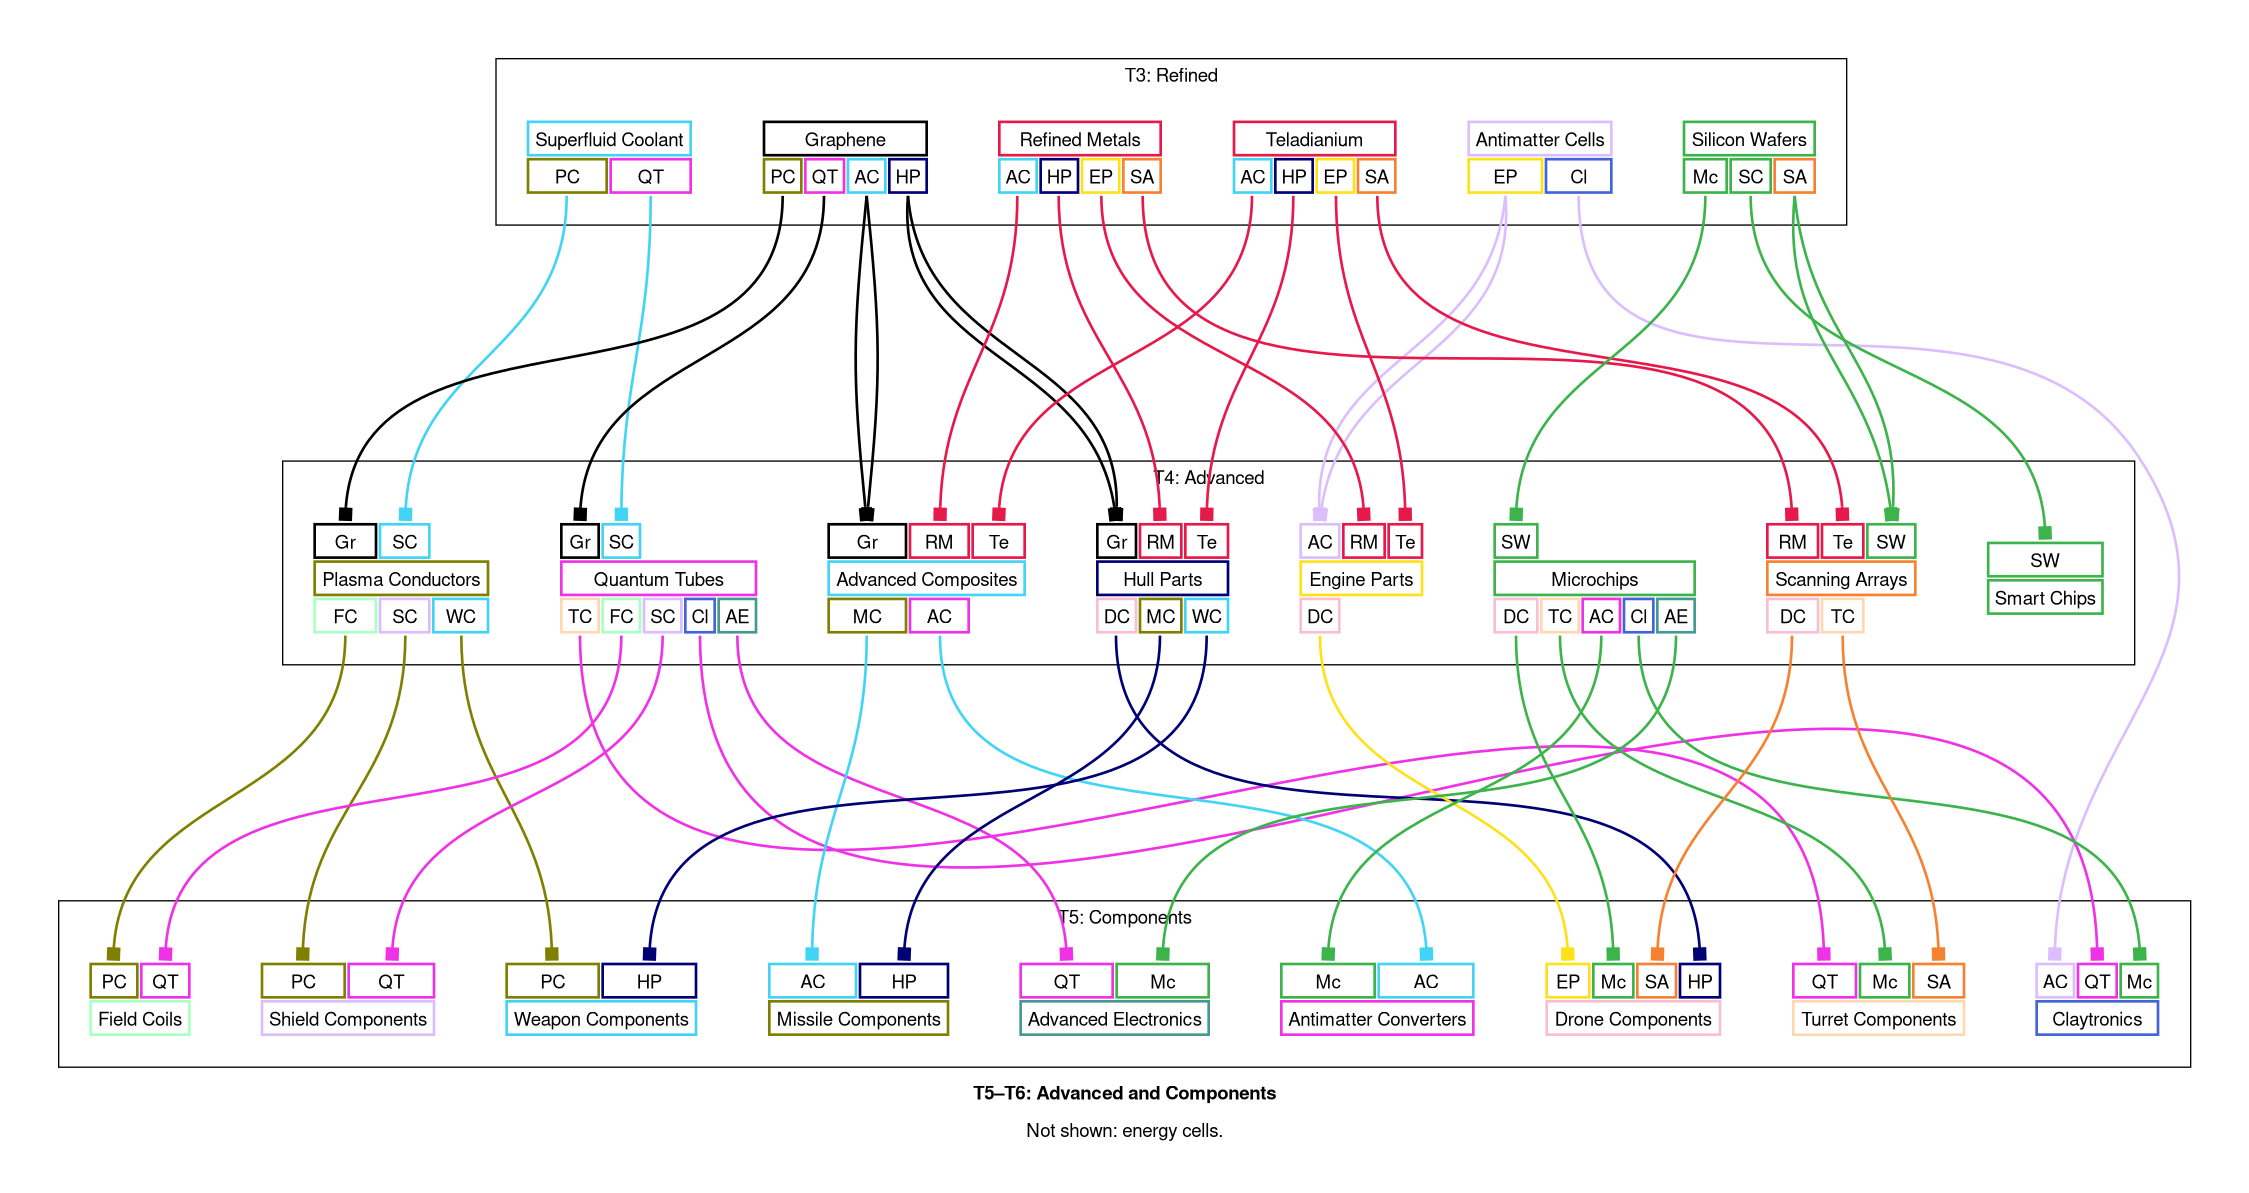 T3: Refined
Superfluid Coolant Graphene Refined Metals Teladianium Antimatter Cells Silicon Wafers
PC QT PC QT AC HP AC HP EP SA AC HP EP SA EP Cl Mc SC SA
T4: Advanced
Gr SC Gr SC Gr RM Te Gr RM Te AC RM Te SW RM Te SW SW
Plasma Conductors Quantum Tubes Advanced Composites Hull Parts Engine Parts Microchips Scanning Arrays Smart Chips
FC SC WC TC FC SC Cl AE MC AC DC MC WC DC DC TC AC Cl AE DC TC
T5: Components
PC QT PC QT PC HP AC HP QT Mc Mc AC EP Mc SA HP QT Mc SA AC QT Mc
Field Coils Shield Components Weapon Components Missile Components Advanced Electronics Antimatter Converters Drone Components Turret Components Claytronics
T5–T6: Advanced and Components
Not shown: energy cells.